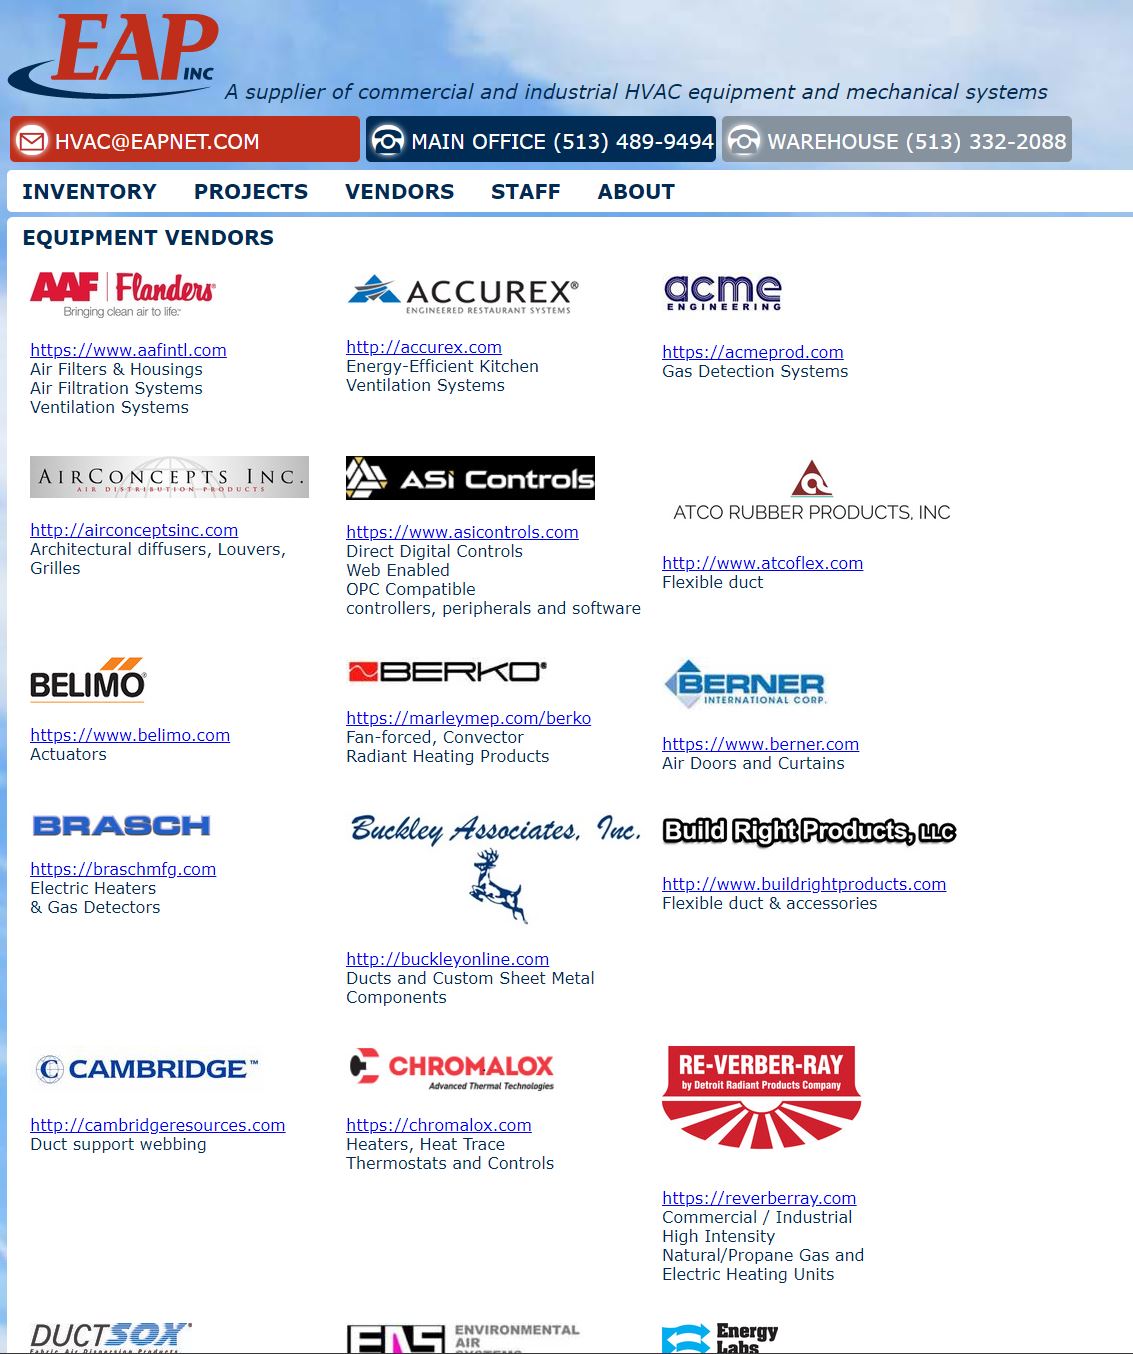 EAP INC
A supplier of commercial and industrial HVAC equipment and mechanical systems
HVAC@EAPNET.COM
MAIN OFFICE (513) 489-9494
WAREHOUSE (513) 332-2088
INVENTORY PROJECTS VENDORS STAFF ABOUT
EQUIPMENT VENDORS
AAF Flanders®
Bringing clean air to life.
https://www.aafintl.com
Air Filters & Housings
Air Filtration Systems
Ventilation Systems
ACCUREX®
ENGINEERED RESTAURANT SYSTEMS
http://accurex.com
Energy-Efficient Kitchen
Ventilation Systems
acme
ENGINEERING
https://acmeprod.com
Gas Detection Systems
AIRCONCEPTS INC.
AIR DISTRIBUTION PRODUCTS
http://airconceptsinc.com
Architectural diffusers, Louvers,
Grilles
ASi Controls
https://www.asicontrols.com
Direct Digital Controls
Web Enabled
OPC Compatible
controllers, peripherals and software
ATCO RUBBER PRODUCTS, INC
http://www.atcoflex.com
Flexible duct
BELIMO®
https://www.belimo.com
Actuators
BERKO®
https://marleymep.com/berko
Fan-forced, Convector
Radiant Heating Products
BERNER
INTERNATIONAL CORP.
https://www.berner.com
Air Doors and Curtains
BRASCH
https://braschmfg.com
Electric Heaters
& Gas Detectors
Buckley Associates, Inc.
http://buckleyonline.com
Ducts and Custom Sheet Metal
Components
Build Right Products, LLC
http://www.buildrightproducts.com
Flexible duct & accessories
C CAMBRIDGE™
http://cambridgeresources.com
Duct support webbing
CHROMALOX
Advanced Thermal Technologies
https://chromalox.com
Heaters, Heat Trace
Thermostats and Controls
RE-VERBER-RAY
by Detroit Radiant Products Company
https://reverberray.com
Commercial / Industrial
High Intensity
Natural/Propane Gas and
Electric Heating Units
DUCTSOX®
Fabric Air Dispersion Products
EAS ENVIRONMENTAL
AIR
SYSTEMS
Energy
Labs